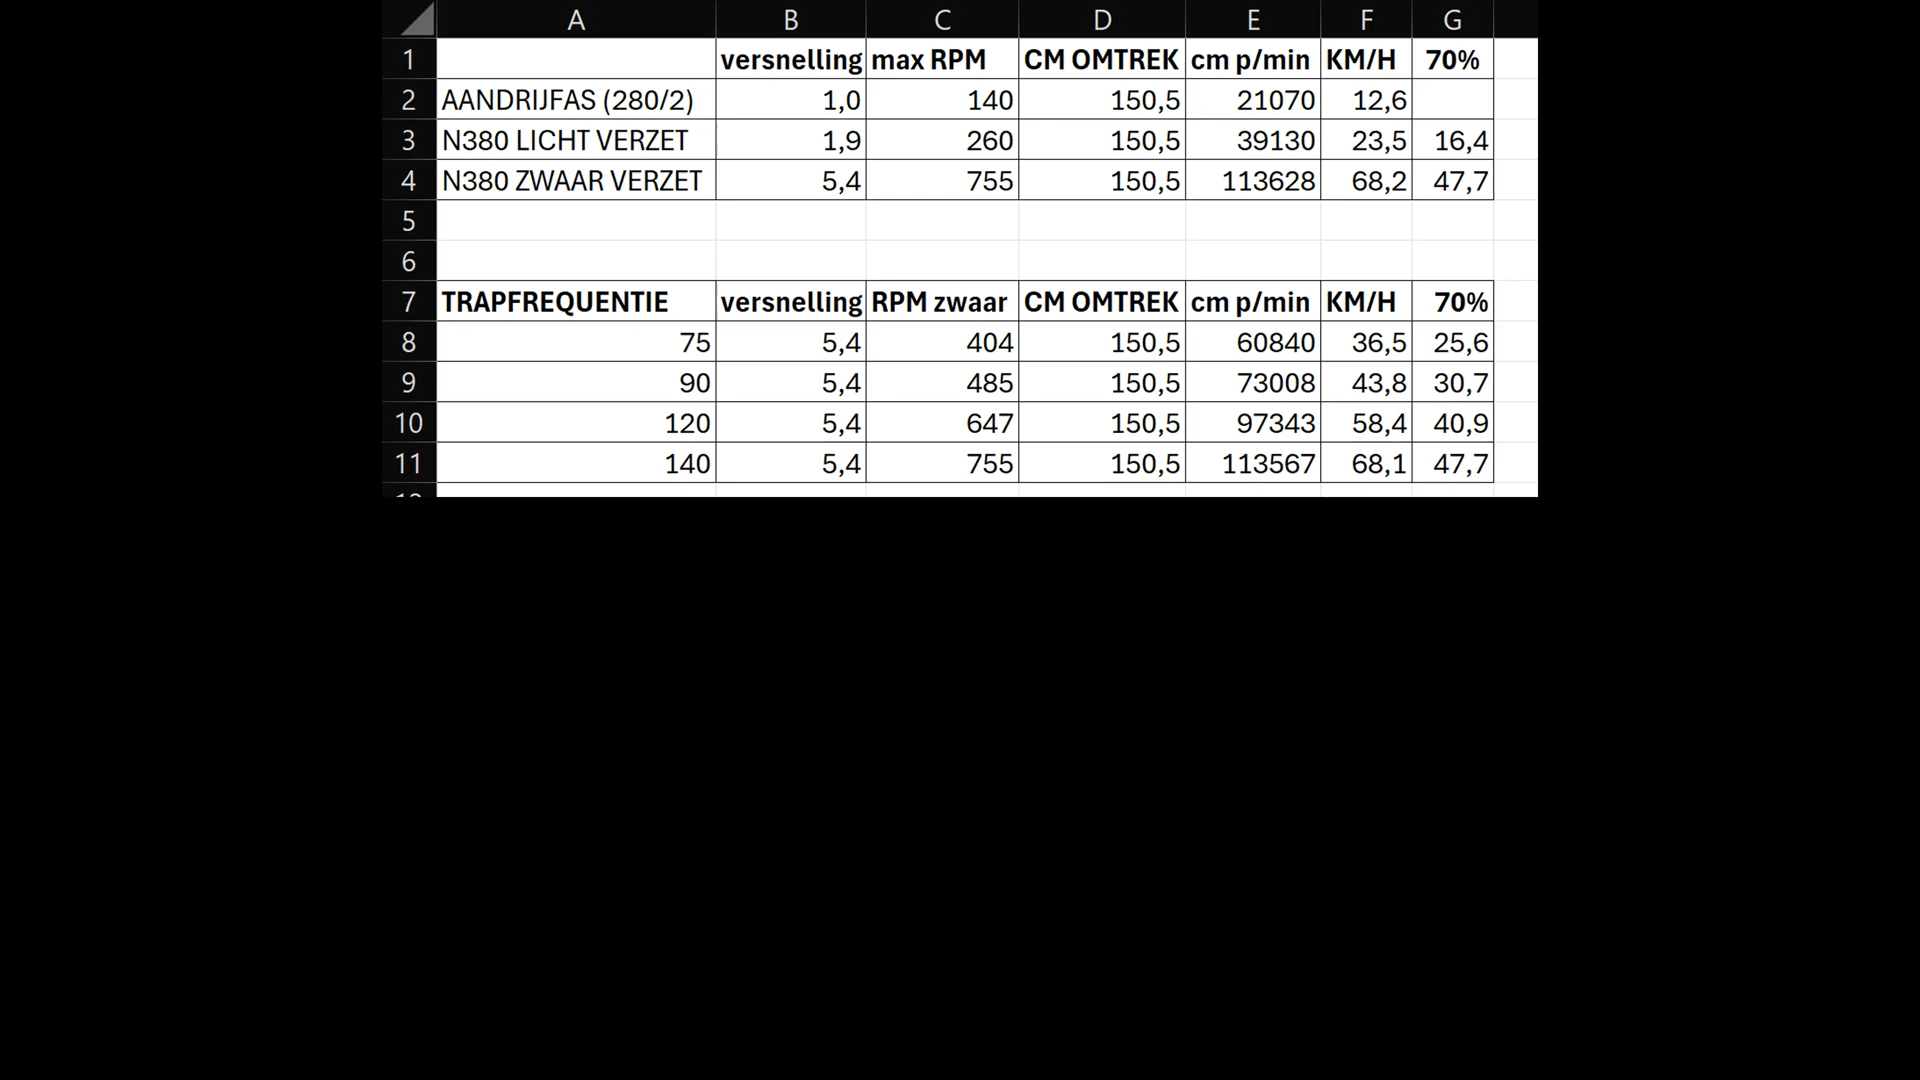 A B C D E F G
1 versnelling max RPM CM OMTREK cm p/min KM/H 70%
2 AANDRIJFAS (280/2) 1,0 140 150,5 21070 12,6
3 N380 LICHT VERZET 1,9 260 150,5 39130 23,5 16,4
4 N380 ZWAAR VERZET 5,4 755 150,5 113628 68,2 47,7
5
6
7 TRAPFREQUENTIE versnelling RPM zwaar CM OMTREK cm p/min KM/H 70%
8 75 5,4 404 150,5 60840 36,5 25,6
9 90 5,4 485 150,5 73008 43,8 30,7
10 120 5,4 647 150,5 97343 58,4 40,9
11 140 5,4 755 150,5 113567 68,1 47,7